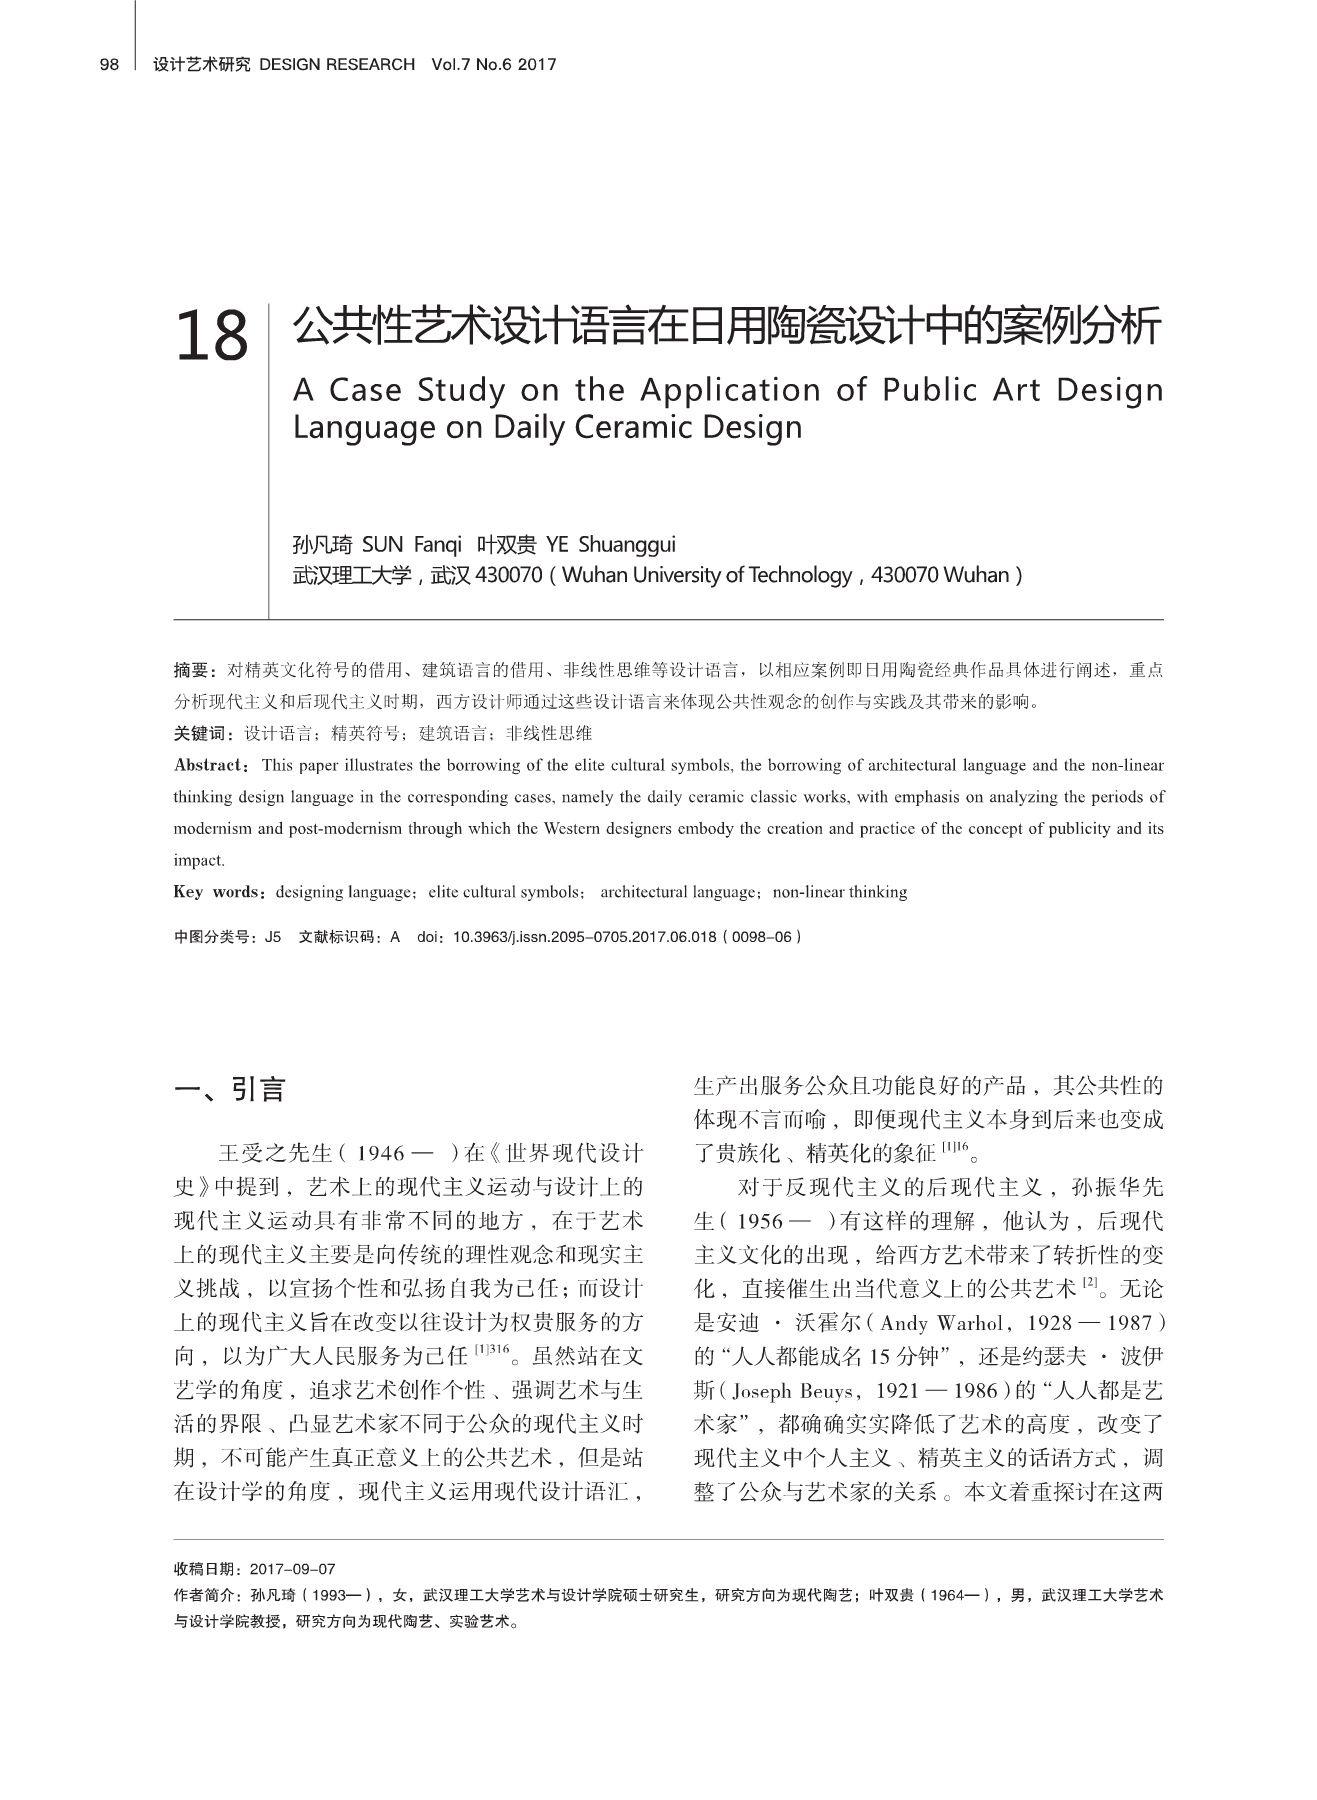 98
设计艺术研究 DESIGN RESEARCH Vol.7 No.6 2017
18
公共性艺术设计语言在日用陶瓷设计中的案例分析
A Case Study on the Application of Public Art Design
Language on Daily Ceramic Design
孙凡琦 SUN Fanqi 叶双贵 YE Shuanggui
武汉理工大学，武汉 430070（Wuhan University of Technology，430070 Wuhan）
摘要：对精英文化符号的借用、建筑语言的借用、非线性思维等设计语言，以相应案例即日用陶瓷经典作品具体进行阐述，重点
分析现代主义和后现代主义时期，西方设计师通过这些设计语言来体现公共性观念的创作与实践及其带来的影响。
关键词：设计语言；精英符号；建筑语言；非线性思维
Abstract：This paper illustrates the borrowing of the elite cultural symbols, the borrowing of architectural language and the non-linear
thinking design language in the corresponding cases, namely the daily ceramic classic works, with emphasis on analyzing the periods of
modernism and post-modernism through which the Western designers embody the creation and practice of the concept of publicity and its
impact.
Key words：designing language；elite cultural symbols； architectural language；non-linear thinking
中图分类号：J5 文献标识码：A doi：10.3963/j.issn.2095-0705.2017.06.018（0098-06）
一、引言
王受之先生（1946 — ）在《世界现代设计
史》中提到，艺术上的现代主义运动与设计上的
现代主义运动具有非常不同的地方，在于艺术
上的现代主义主要是向传统的理性观念和现实主
义挑战，以宣扬个性和弘扬自我为己任；而设计
上的现代主义旨在改变以往设计为权贵服务的方
向，以为广大人民服务为己任 [1]316。虽然站在文
艺学的角度，追求艺术创作个性、强调艺术与生
活的界限、凸显艺术家不同于公众的现代主义时
期，不可能产生真正意义上的公共艺术，但是站
在设计学的角度，现代主义运用现代设计语汇，
生产出服务公众且功能良好的产品，其公共性的
体现不言而喻，即便现代主义本身到后来也变成
了贵族化、精英化的象征 [1]16。
对于反现代主义的后现代主义，孙振华先
生（1956 — ）有这样的理解，他认为，后现代
主义文化的出现，给西方艺术带来了转折性的变
化，直接催生出当代意义上的公共艺术 [2]。无论
是安迪 · 沃霍尔（Andy Warhol，1928 — 1987）
的“人人都能成名 15 分钟”，还是约瑟夫 · 波伊
斯（Joseph Beuys，1921 — 1986）的“人人都是艺
术家”，都确确实实降低了艺术的高度，改变了
现代主义中个人主义、精英主义的话语方式，调
整了公众与艺术家的关系。本文着重探讨在这两
收稿日期：2017-09-07
作者简介：孙凡琦（1993—），女，武汉理工大学艺术与设计学院硕士研究生，研究方向为现代陶艺；叶双贵（1964—），男，武汉理工大学艺术
与设计学院教授，研究方向为现代陶艺、实验艺术。